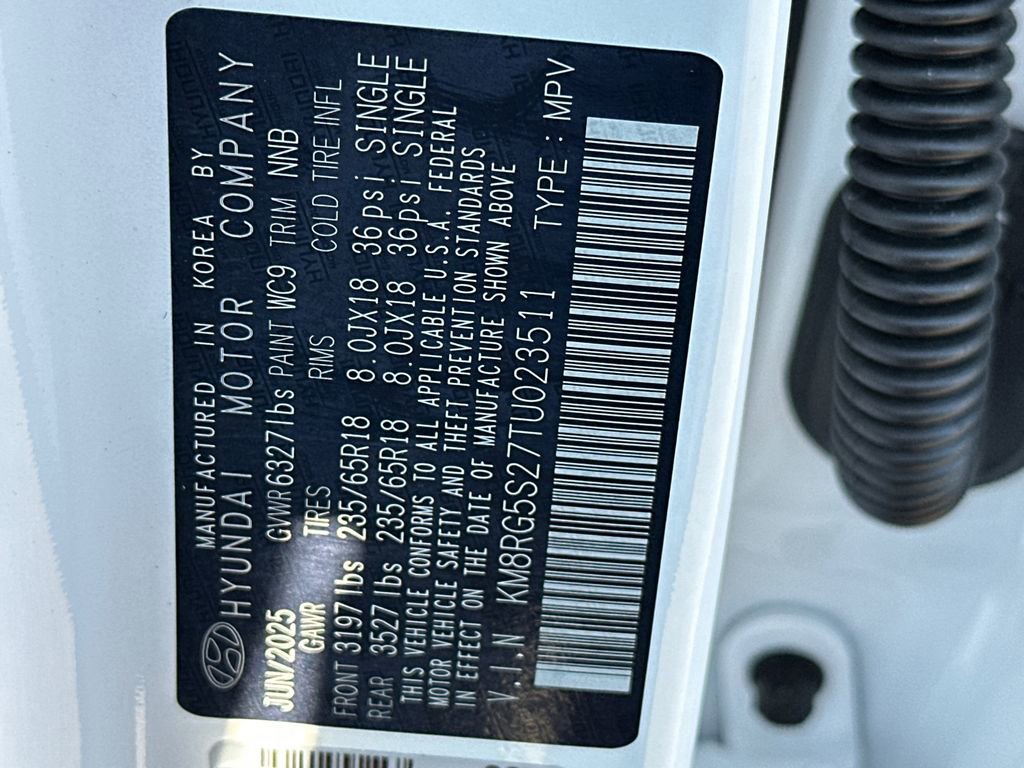 MANUFACTURED IN KOREA BY
HYUNDAI MOTOR COMPANY
JUN/2025 GVWR6327lbs PAINT WC9 TRIM NNB
GAWR TIRES RIMS COLD TIRE INFL
FRONT 3197lbs 235/65R18 8.0JX18 36psi SINGLE
REAR 3527lbs 235/65R18 8.0JX18 36psi SINGLE
THIS VEHICLE CONFORMS TO ALL APPLICABLE U.S.A. FEDERAL
MOTOR VEHICLE SAFETY AND THEFT PREVENTION STANDARDS
IN EFFECT ON THE DATE OF MANUFACTURE SHOWN ABOVE
V.I.N KM8RG5S27TU023511 TYPE : MPV